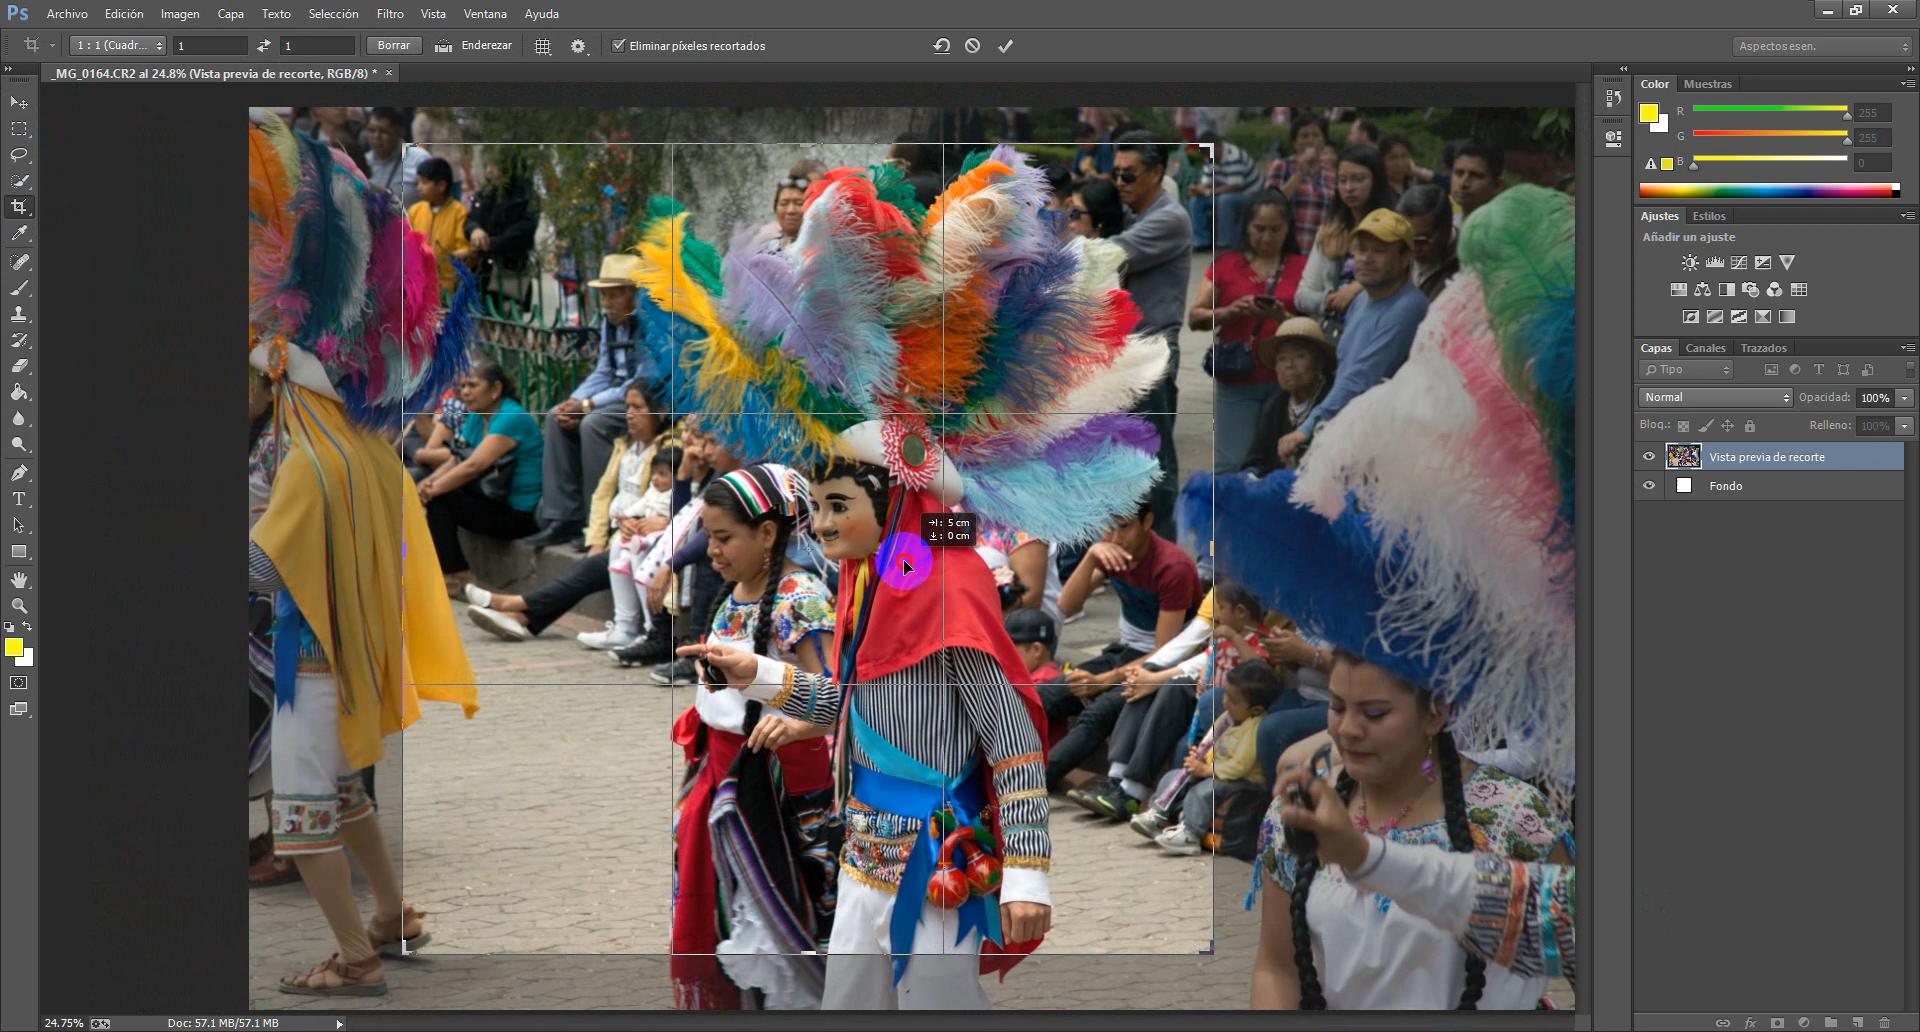 Ps Archivo Edición Imagen Capa Texto Selección Filtro Vista Ventana Ayuda
1 : 1 (Cuadr... 1 1 Borrar Enderezar Eliminar píxeles recortados Aspectos esen.
_MG_0164.CR2 al 24.8% (Vista previa de recorte, RGB/8) * ×
Color Muestras
R 255
G 255
B 0
Ajustes Estilos
Añadir un ajuste
Capas Canales Trazados
Tipo
Normal Opacidad: 100%
Bloq.: Relleno: 100%
Vista previa de recorte
Fondo
5 cm
0 cm
24.75% Doc: 57.1 MB/57.1 MB